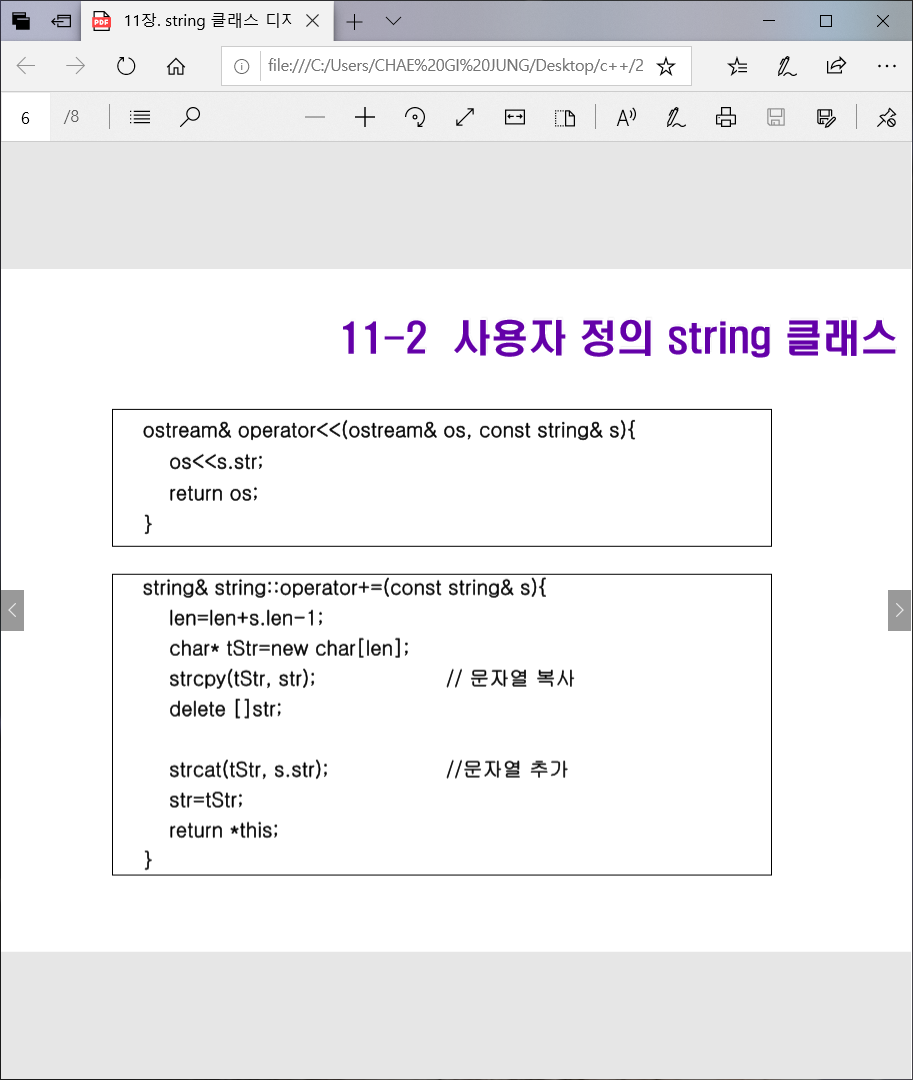 11장. string 클래스 디자
file:///C:/Users/CHAE%20GI%20JUNG/Desktop/c++/2
6 /8
11-2 사용자 정의 string 클래스
ostream& operator<<(ostream& os, const string& s){
os<<s.str;
return os;
}
string& string::operator+=(const string& s){
len=len+s.len-1;
char* tStr=new char[len];
strcpy(tStr, str); // 문자열 복사
delete []str;
strcat(tStr, s.str); //문자열 추가
str=tStr;
return *this;
}